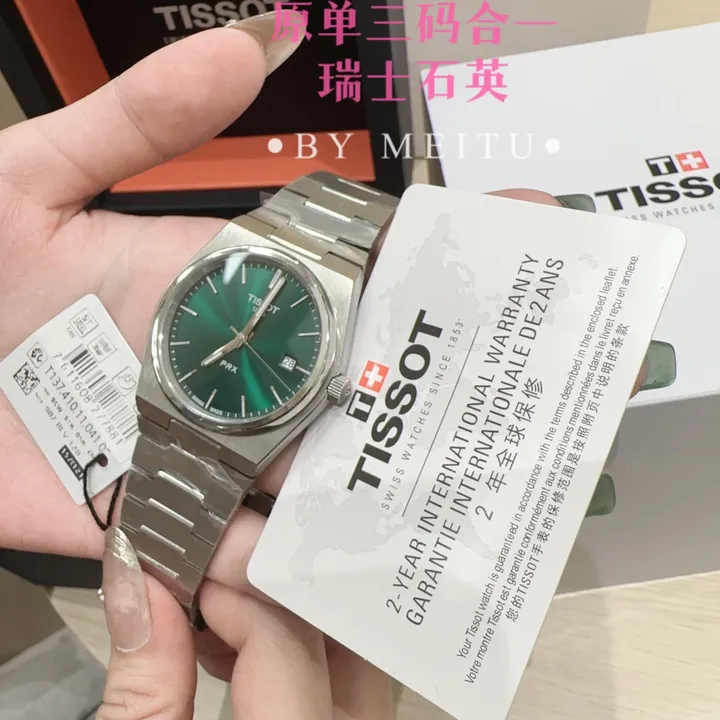 TISSOT
原单三码合一
瑞士石英
•BY MEITU•
T+
TISSOT
SS WATCHES
TISSOT
PRX
28
SWISS MADE
T+
TISSOT
SWISS WATCHES SINCE 1853
2-YEAR INTERNATIONAL WARRANTY
GARANTIE INTERNATIONALE DE2ANS
2 年全球保修
Your Tissot watch is guaranteed in accordance with the terms described in the enclosed leaflet.
Votre montre Tissot est garantie conformément aux conditions mentionnées dans le livret reçu en annexe.
您的TISSOT手表的保修范围是按照附页中说明的条款